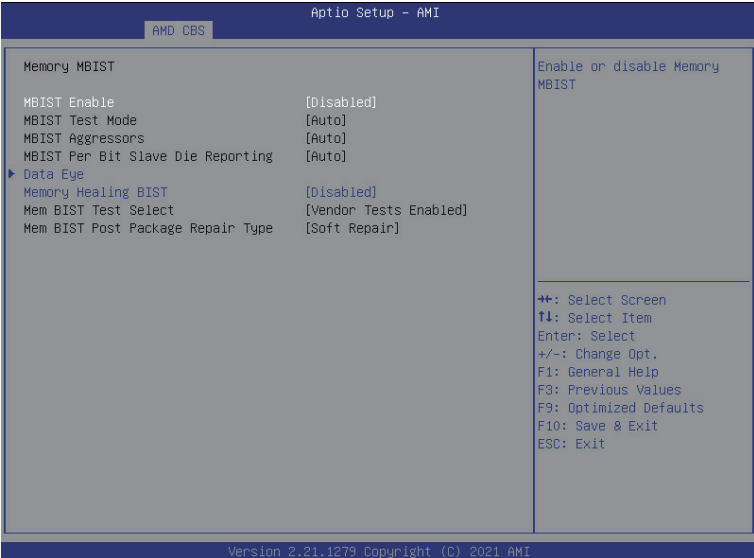 Aptio Setup - AMI
AMD CBS
Memory MBIST
MBIST Enable [Disabled]
MBIST Test Mode [Auto]
MBIST Aggressors [Auto]
MBIST Per Bit Slave Die Reporting [Auto]
Data Eye
Memory Healing BIST [Disabled]
Mem BIST Test Select [Vendor Tests Enabled]
Mem BIST Post Package Repair Type [Soft Repair]
Enable or disable Memory
MBIST
→←: Select Screen
↑↓: Select Item
Enter: Select
+/-: Change Opt.
F1: General Help
F3: Previous Values
F9: Optimized Defaults
F10: Save & Exit
ESC: Exit
Version 2.21.1279 Copyright (C) 2021 AMI